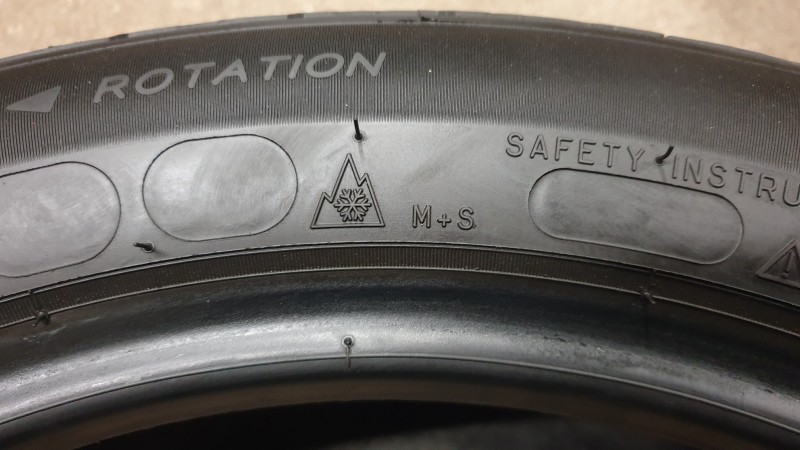 ROTATION
SAFETY INSTRU
M+S